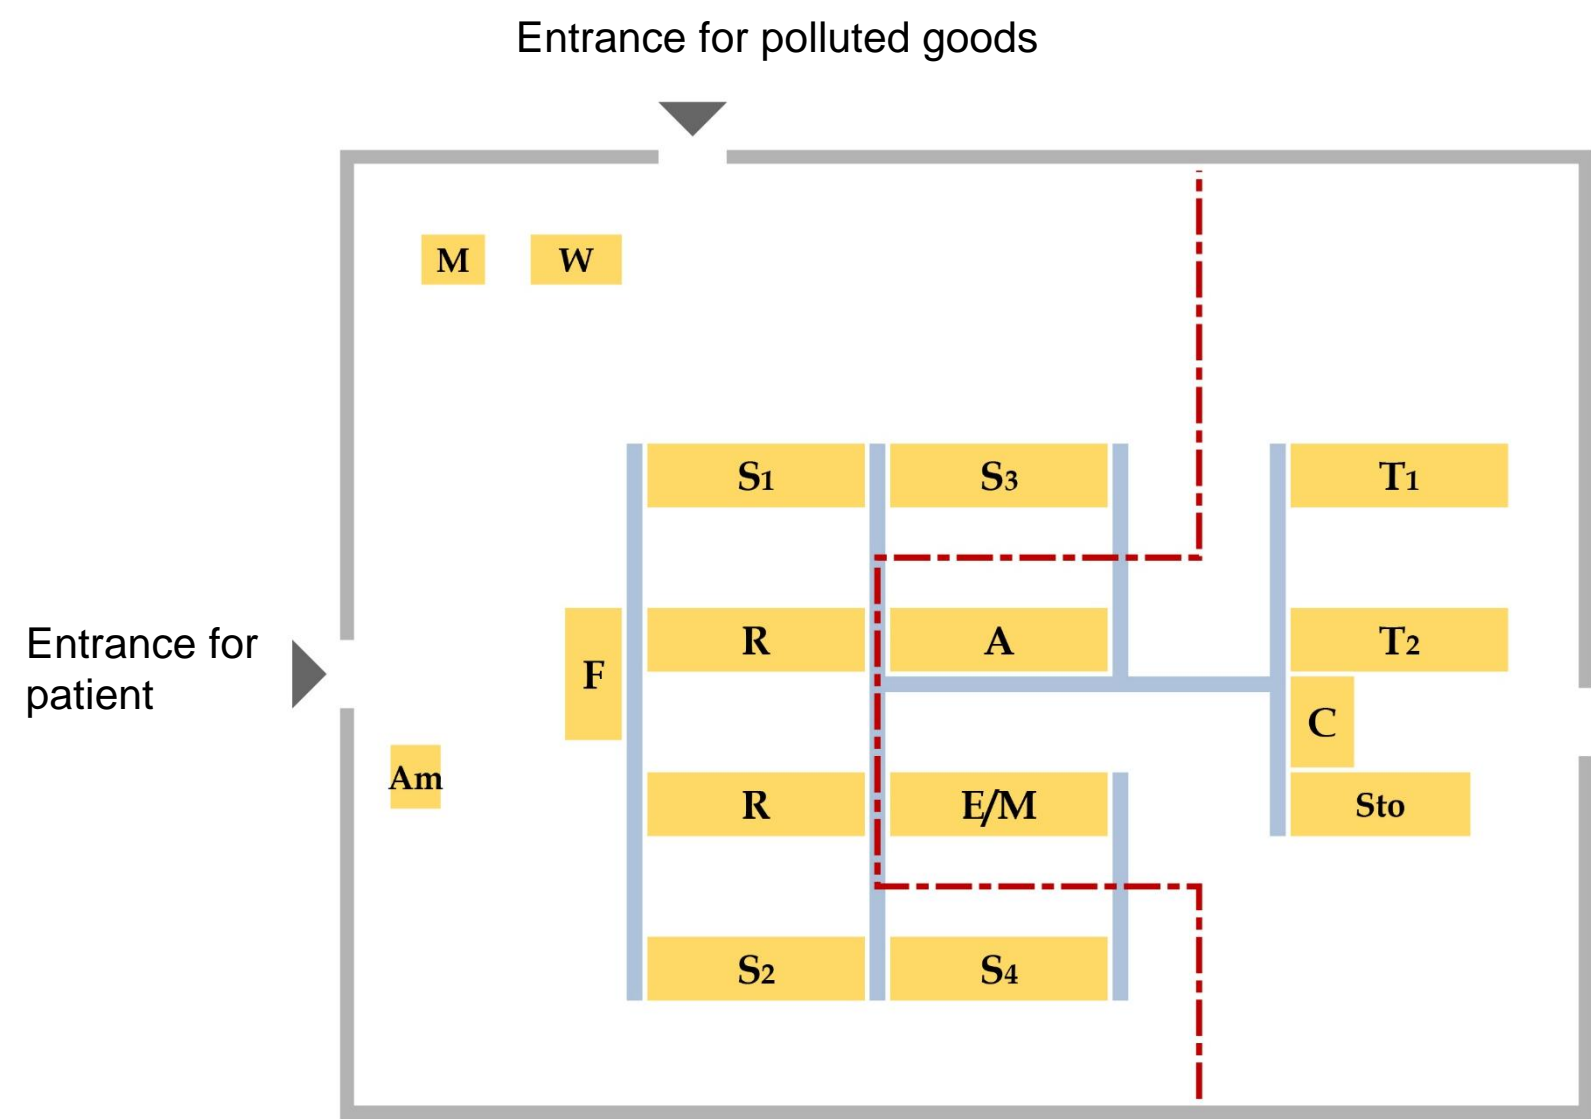 Entrance for polluted goods
M W
S1 S3 T1
Entrance for
patient
F R A T2
C
Am
R E/M Sto
S2 S4